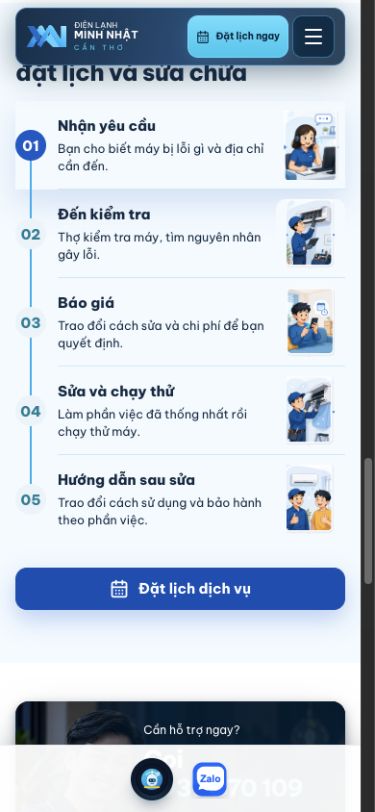 ĐIỆN LẠNH
MINH NHẬT
CẦN THƠ
Đặt lịch ngay
đặt lịch và sửa chữa
01
Nhận yêu cầu
Bạn cho biết máy bị lỗi gì và địa chỉ
cần đến.
02
Đến kiểm tra
Thợ kiểm tra máy, tìm nguyên nhân
gây lỗi.
03
Báo giá
Trao đổi cách sửa và chi phí để bạn
quyết định.
04
Sửa và chạy thử
Làm phần việc đã thống nhất rồi
chạy thử máy.
05
Hướng dẫn sau sửa
Trao đổi cách sử dụng và bảo hành
theo phần việc.
Đặt lịch dịch vụ
Cần hỗ trợ ngay?
Gọi
Zalo
70 109